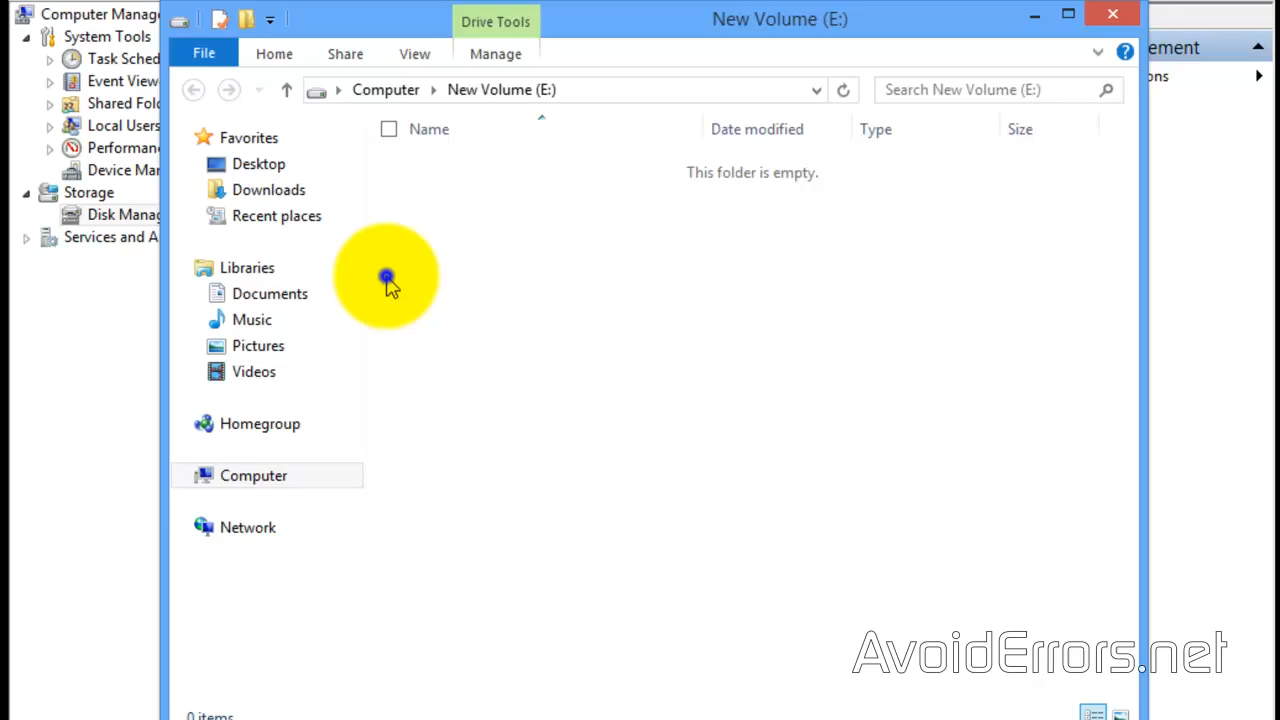 Computer Manag
System Tools
Task Sched
Event View
Shared Fol
Local Users
Performan
Device Mar
Storage
Disk Manag
Services and A
Drive Tools
New Volume (E:)
File
Home
Share
View
Manage
Computer
New Volume (E:)
Search New Volume (E:)
Favorites
Desktop
Downloads
Recent places
Libraries
Documents
Music
Pictures
Videos
Homegroup
Computer
Network
Name
Date modified
Type
Size
This folder is empty.
ement
ons
0 items
AvoidErrors.net